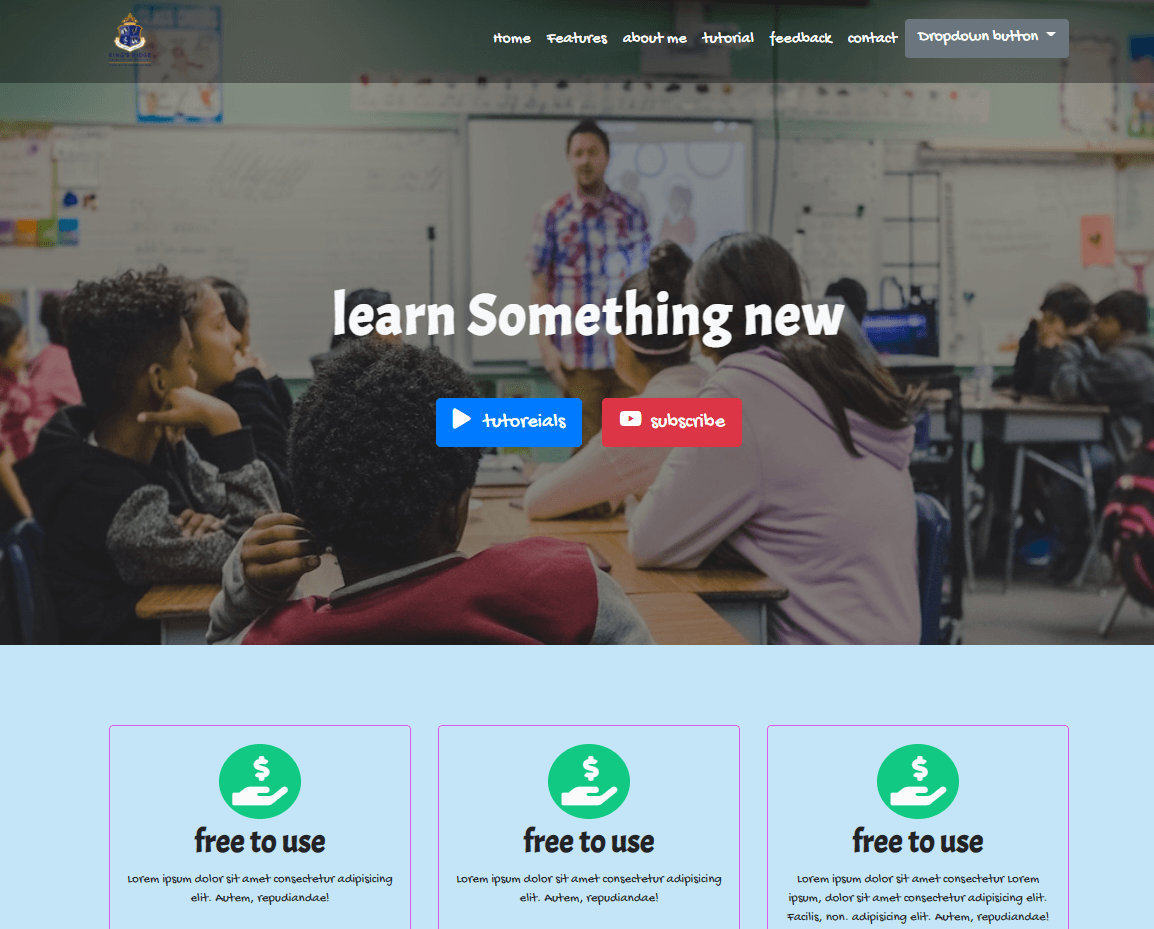 Home Features about me tutorial feedback contact Dropdown button
learn Something new
tutoreials subscribe
free to use free to use free to use
Lorem ipsum dolor sit amet consectetur adipisicing
elit. Autem, repudiandae!
Lorem ipsum dolor sit amet consectetur adipisicing
elit. Autem, repudiandae!
Lorem ipsum dolor sit amet consectetur Lorem
ipsum, dolor sit amet consectetur adipisicing elit.
Facilis, non. adipisicing elit. Autem, repudiandae!